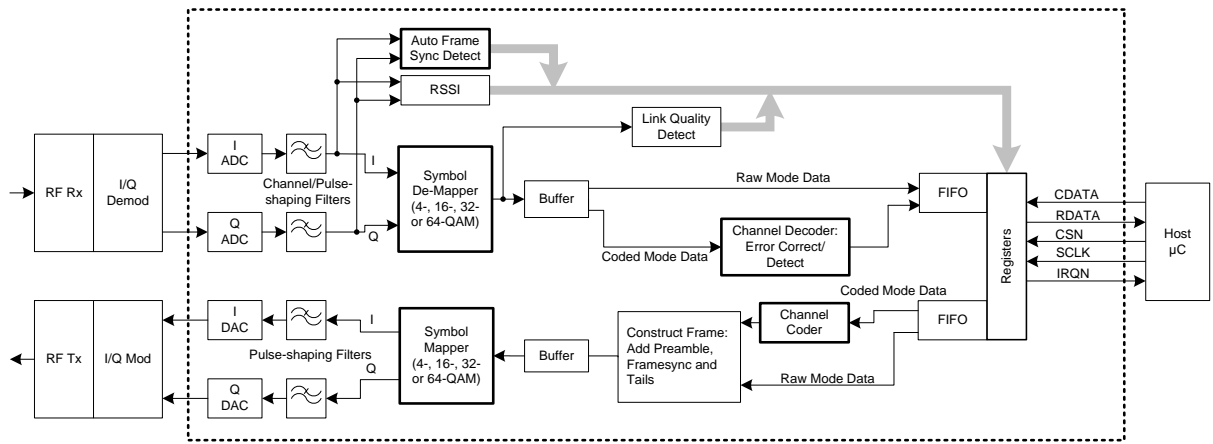 Auto Frame
Sync Detect
RSSI
Link Quality
Detect
RF Rx
I/Q
Demod
I
ADC
Channel/Pulse-
shaping Filters
Q
ADC
I
Q
Symbol
De-Mapper
(4-, 16-, 32-
or 64-QAM)
Buffer
Raw Mode Data
Coded Mode Data
Channel Decoder:
Error Correct/
Detect
FIFO
Registers
CDATA
RDATA
CSN
SCLK
IRQN
Host
µC
RF Tx
I/Q Mod
I
DAC
Pulse-shaping Filters
Q
DAC
I
Q
Symbol
Mapper
(4-, 16-, 32-
or 64-QAM)
Buffer
Construct Frame:
Add Preamble,
Framesync and
Tails
Channel
Coder
Coded Mode Data
Raw Mode Data
FIFO